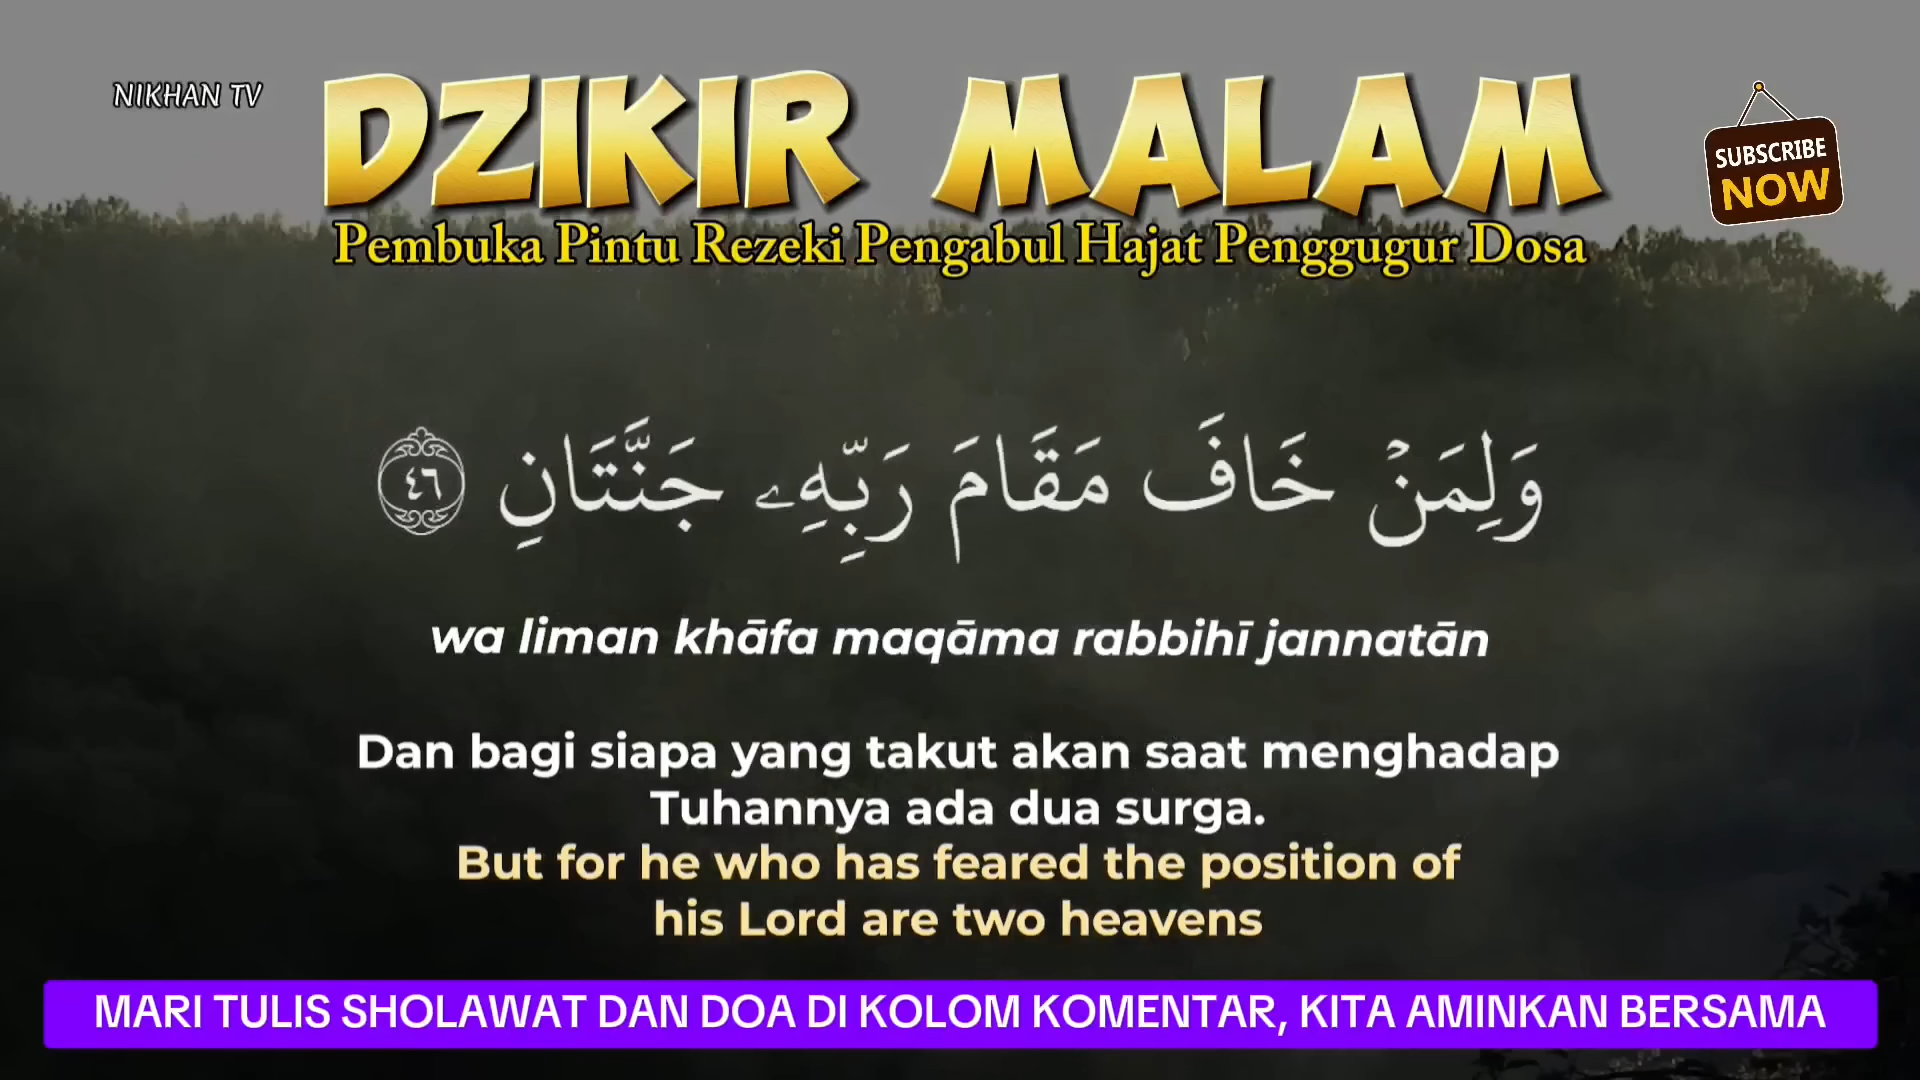 NIKHAN TV
DZIKIR MALAM
SUBSCRIBE
NOW
Pembuka Pintu Rezeki Pengabul Hajat Penggugur Dosa
وَلِمَنْ خَافَ مَقَامَ رَبِّهِۦ جَنَّتَانِ ٤٦
wa liman khāfa maqāma rabbihī jannatān
Dan bagi siapa yang takut akan saat menghadap
Tuhannya ada dua surga.
But for he who has feared the position of
his Lord are two heavens
MARI TULIS SHOLAWAT DAN DOA DI KOLOM KOMENTAR, KITA AMINKAN BERSAMA